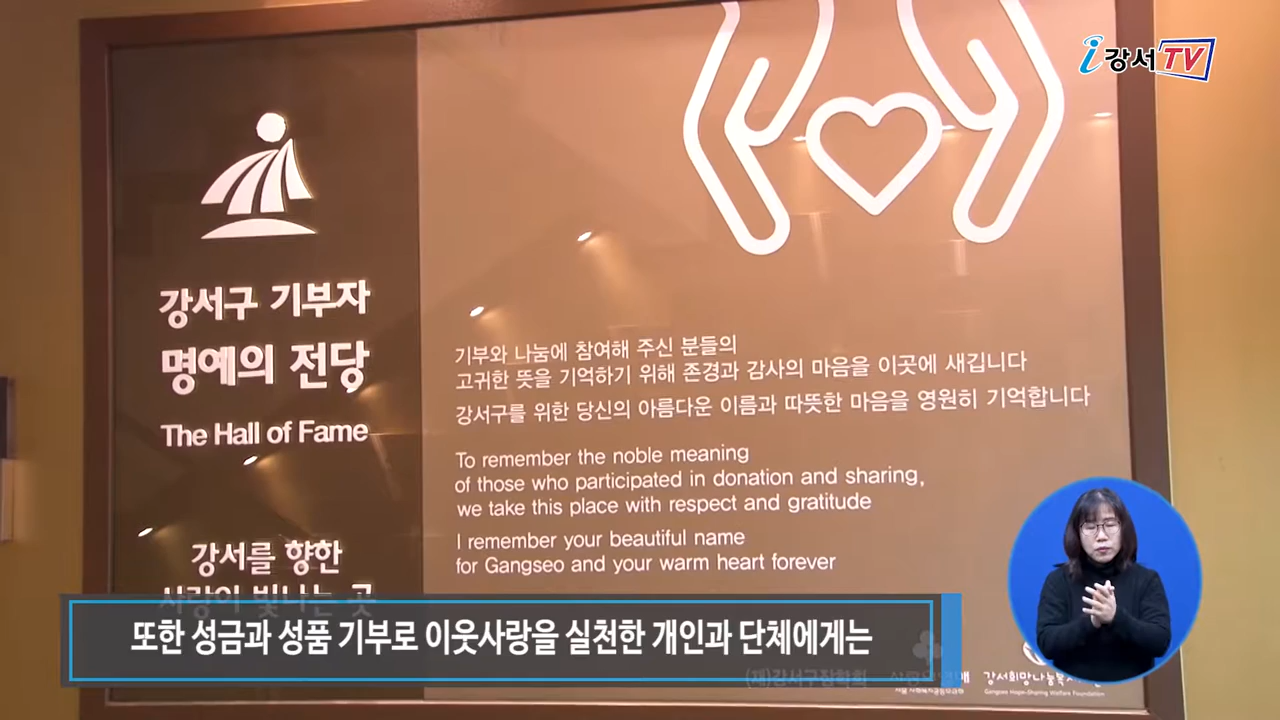 i강서TV
강서구 기부자
명예의 전당
The Hall of Fame
강서를 향한
사랑이 빛나는 곳
기부와 나눔에 참여해 주신 분들의
고귀한 뜻을 기억하기 위해 존경과 감사의 마음을 이곳에 새깁니다
강서구를 위한 당신의 아름다운 이름과 따뜻한 마음을 영원히 기억합니다
To remember the noble meaning
of those who participated in donation and sharing,
we take this place with respect and gratitude
I remember your beautiful name
for Gangseo and your warm heart forever
또한 성금과 성품 기부로 이웃사랑을 실천한 개인과 단체에게는
(재)강서구장학회
강서희망나눔복지
Gangseo Hope-Sharing Welfare Foundation